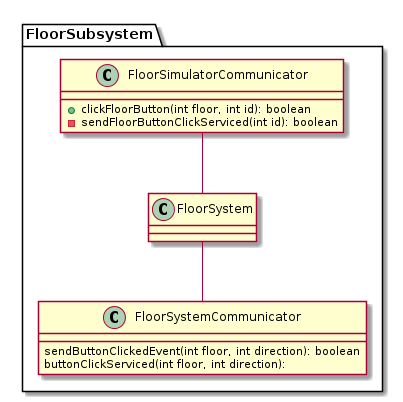 FloorSubsystem
C FloorSimulatorCommunicator
clickFloorButton(int floor, int id): boolean
sendFloorButtonClickServiced(int id): boolean
C FloorSystem
C FloorSystemCommunicator
sendButtonClickedEvent(int floor, int direction): boolean
buttonClickServiced(int floor, int direction):